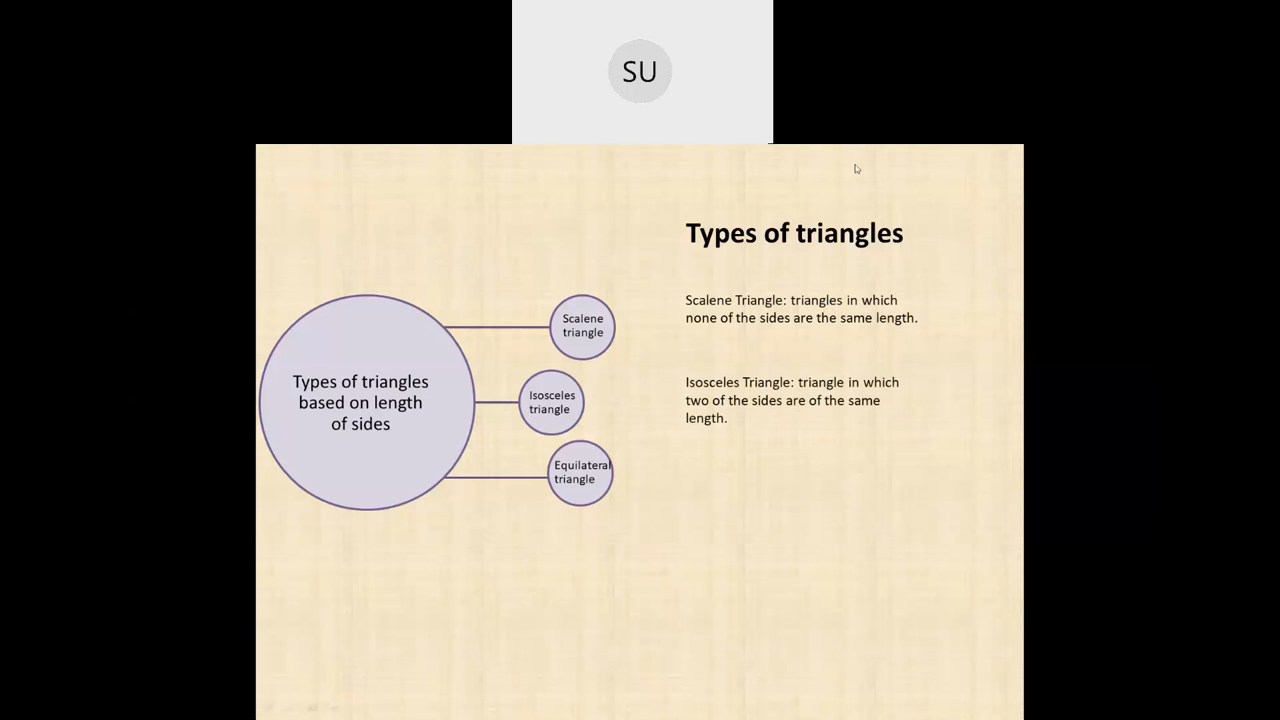 SU
Types of triangles
Scalene Triangle: triangles in which
none of the sides are the same length.
Isosceles Triangle: triangle in which
two of the sides are of the same
length.
Types of triangles
based on length
of sides
Scalene
triangle
Isosceles
triangle
Equilateral
triangle